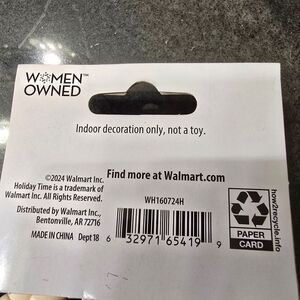 WOMEN™
OWNED
Indoor decoration only, not a toy.
©2024 Walmart Inc.
Holiday Time is a trademark of
Walmart Inc. All Rights Reserved.
Distributed by Walmart Inc.,
Bentonville, AR 72716
MADE IN CHINA Dept 18
Find more at Walmart.com
WH160724H
6 32971 65419 9
how2recycle.info
PAPER
CARD